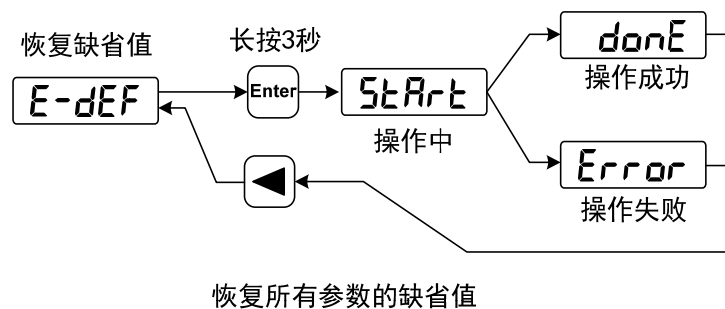 恢复缺省值
E-dEF
长按3秒
Enter
StArt
操作中
donE
操作成功
Error
操作失败
恢复所有参数的缺省值